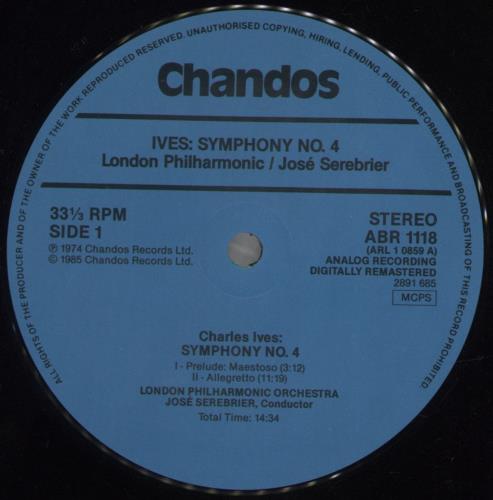 ALL RIGHTS OF THE PRODUCER AND OF THE OWNER OF THE WORK REPRODUCED RESERVED. UNAUTHORISED COPYING, HIRING, LENDING, PUBLIC PERFORMANCE AND BROADCASTING OF THIS RECORD PROHIBITED
Chandos
IVES: SYMPHONY NO. 4
London Philharmonic / José Serebrier
33⅓ RPM
SIDE 1
Ⓟ 1974 Chandos Records Ltd.
© 1985 Chandos Records Ltd.
STEREO
ABR 1118
(ARL 1 0859 A)
ANALOG RECORDING
DIGITALLY REMASTERED
2891 685
MCPS
Charles Ives:
SYMPHONY NO. 4
I - Prelude: Maestoso (3:12)
II - Allegretto (11:19)
LONDON PHILHARMONIC ORCHESTRA
JOSÉ SEREBRIER, Conductor
Total Time: 14:34